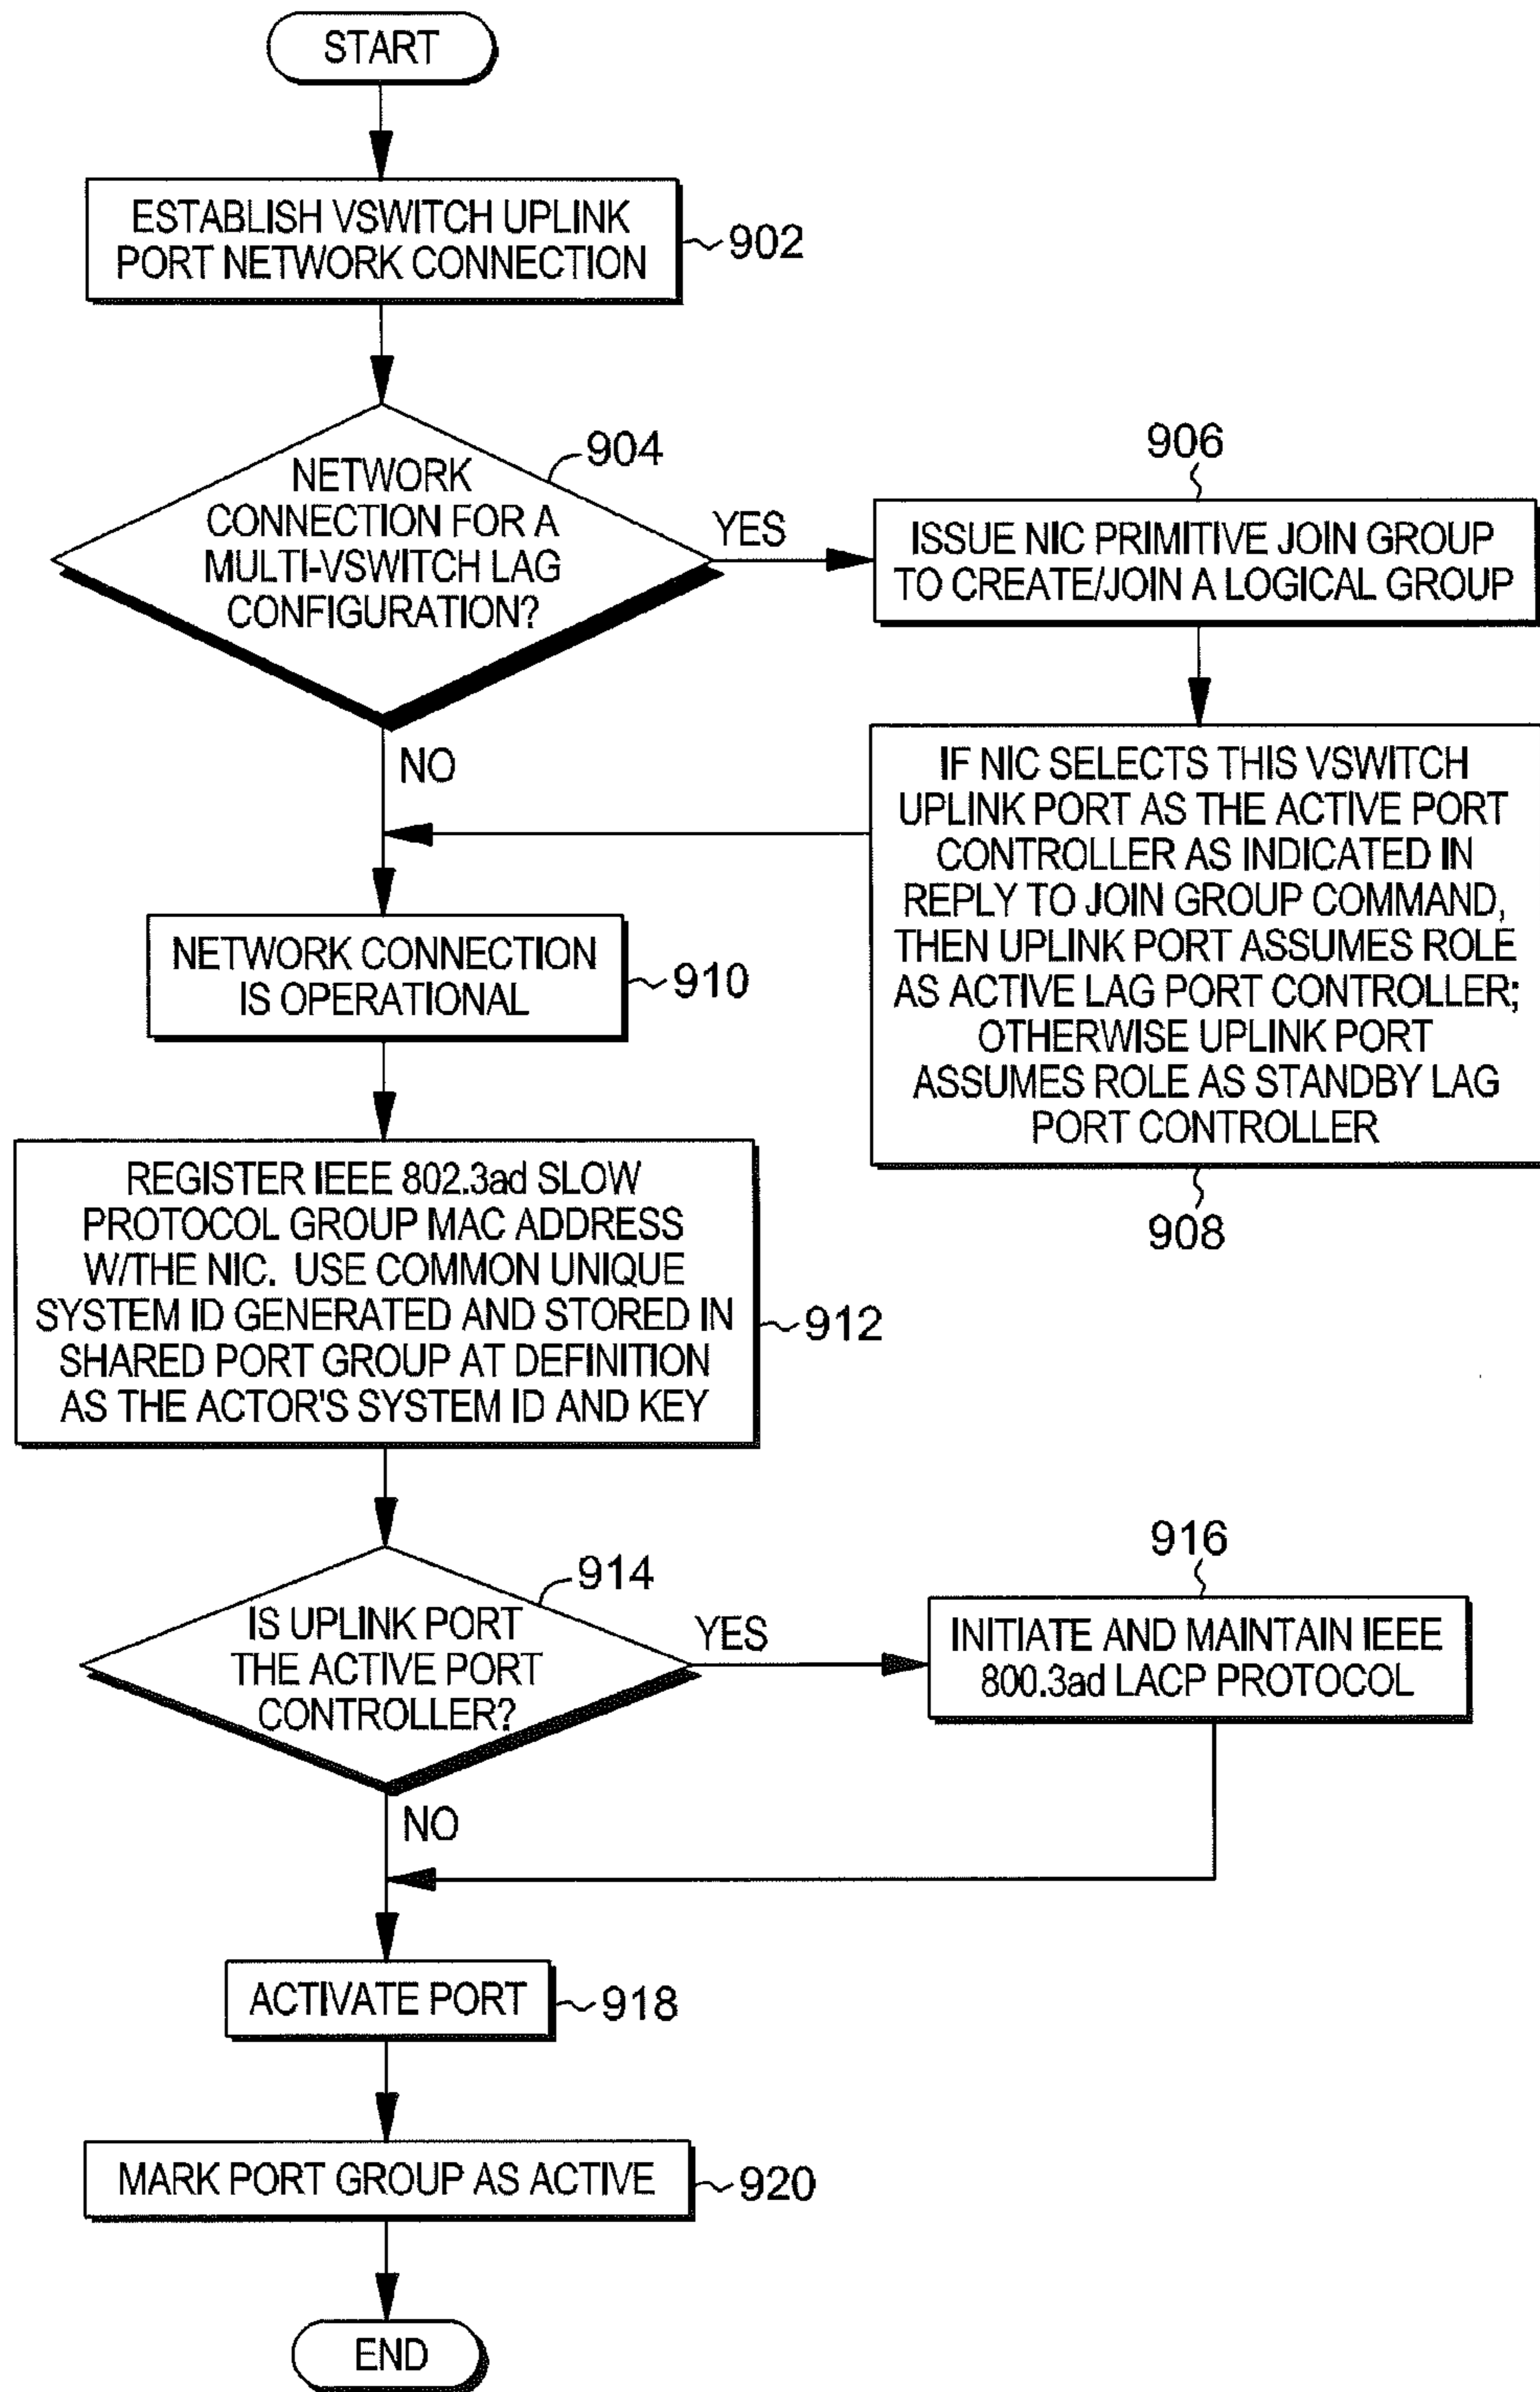 START
ESTABLISH VSWITCH UPLINK
PORT NETWORK CONNECTION
902
NETWORK
CONNECTION FOR A
MULTI-VSWITCH LAG
CONFIGURATION?
904
YES
NO
906
ISSUE NIC PRIMITIVE JOIN GROUP
TO CREATE/JOIN A LOGICAL GROUP
IF NIC SELECTS THIS VSWITCH
UPLINK PORT AS THE ACTIVE PORT
CONTROLLER AS INDICATED IN
REPLY TO JOIN GROUP COMMAND,
THEN UPLINK PORT ASSUMES ROLE
AS ACTIVE LAG PORT CONTROLLER;
OTHERWISE UPLINK PORT
ASSUMES ROLE AS STANDBY LAG
PORT CONTROLLER
908
NETWORK CONNECTION
IS OPERATIONAL
910
REGISTER IEEE 802.3ad SLOW
PROTOCOL GROUP MAC ADDRESS
W/THE NIC. USE COMMON UNIQUE
SYSTEM ID GENERATED AND STORED IN
SHARED PORT GROUP AT DEFINITION
AS THE ACTOR'S SYSTEM ID AND KEY
912
IS UPLINK PORT
THE ACTIVE PORT
CONTROLLER?
914
YES
NO
916
INITIATE AND MAINTAIN IEEE
800.3ad LACP PROTOCOL
ACTIVATE PORT
918
MARK PORT GROUP AS ACTIVE
920
END